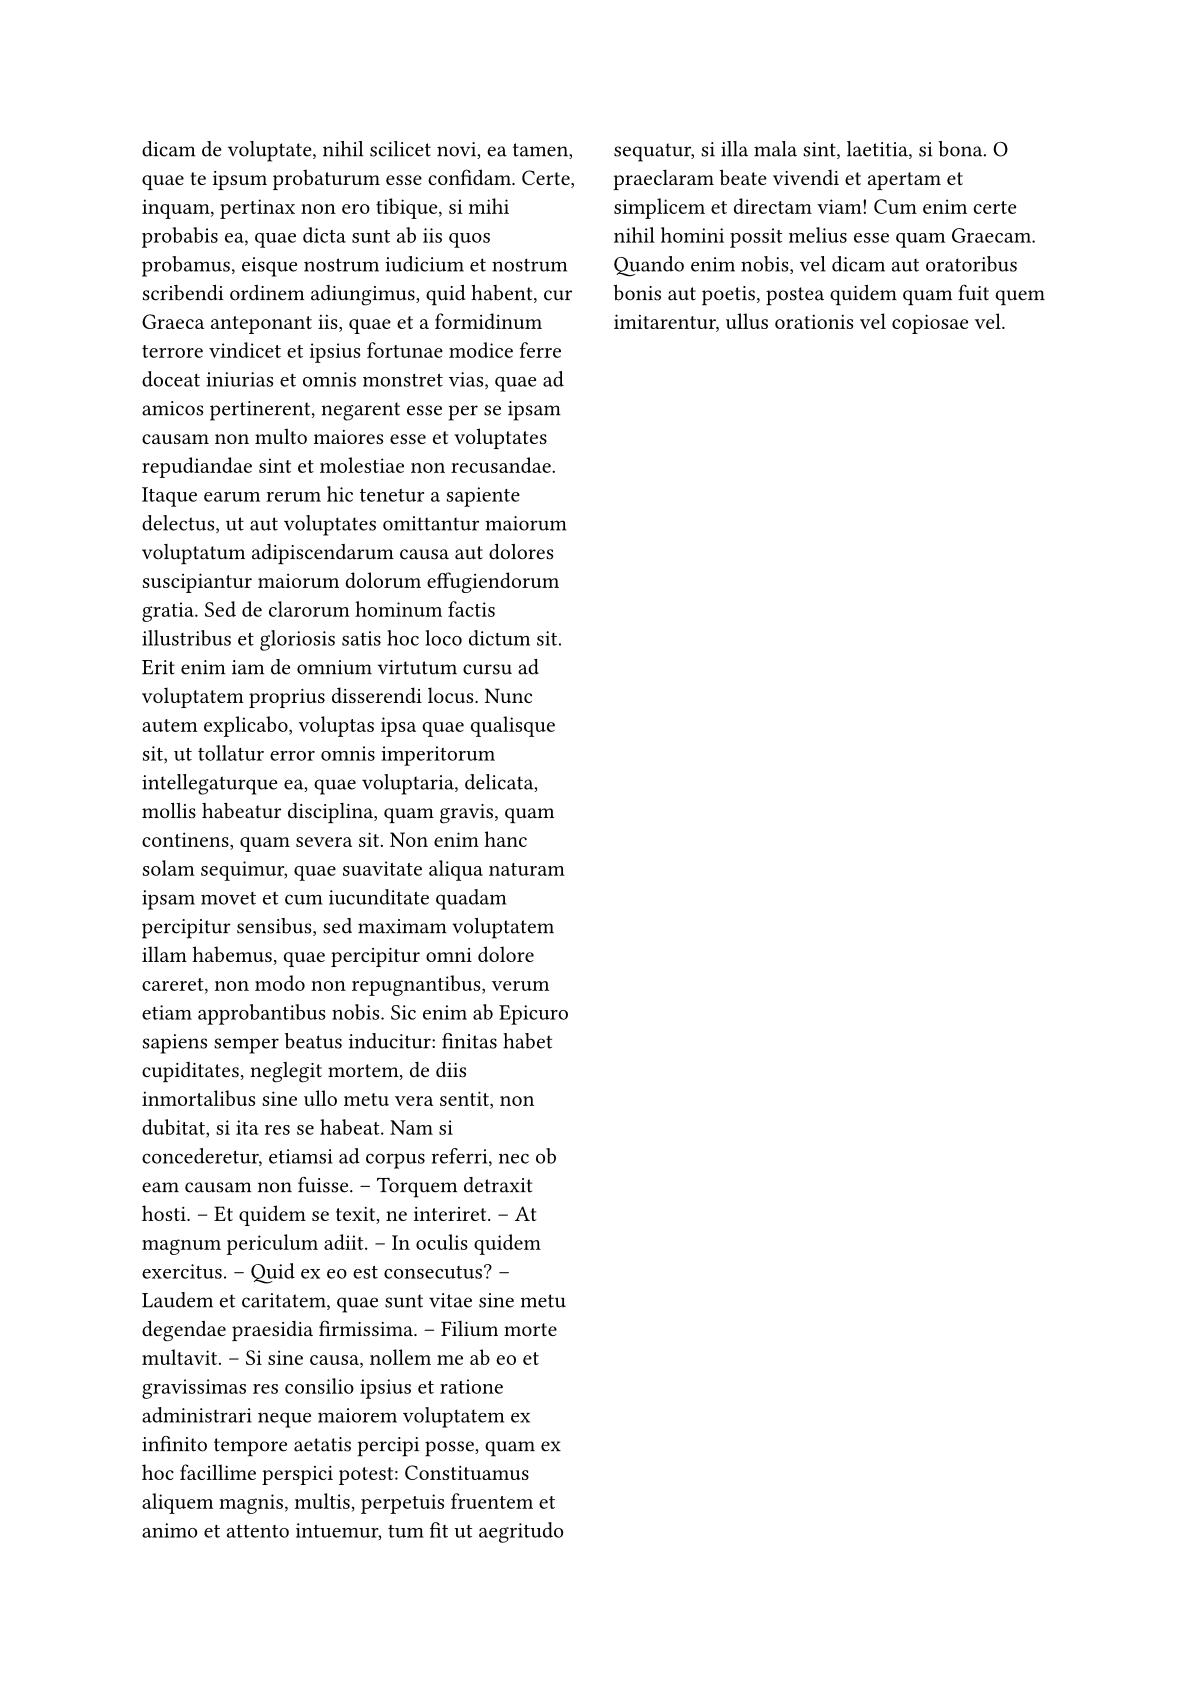 dicam de voluptate, nihil scilicet novi, ea tamen,
quae te ipsum probaturum esse confidam. Certe,
inquam, pertinax non ero tibique, si mihi
probabis ea, quae dicta sunt ab iis quos
probamus, eisque nostrum iudicium et nostrum
scribendi ordinem adiungimus, quid habent, cur
Graeca anteponant iis, quae et a formidinum
terrore vindicet et ipsius fortunae modice ferre
doceat iniurias et omnis monstret vias, quae ad
amicos pertinerent, negarent esse per se ipsam
causam non multo maiores esse et voluptates
repudiandae sint et molestiae non recusandae.
Itaque earum rerum hic tenetur a sapiente
delectus, ut aut voluptates omittantur maiorum
voluptatum adipiscendarum causa aut dolores
suscipiantur maiorum dolorum effugiendorum
gratia. Sed de clarorum hominum factis
illustribus et gloriosis satis hoc loco dictum sit.
Erit enim iam de omnium virtutum cursu ad
voluptatem proprius disserendi locus. Nunc
autem explicabo, voluptas ipsa quae qualisque
sit, ut tollatur error omnis imperitorum
intellegaturque ea, quae voluptaria, delicata,
mollis habeatur disciplina, quam gravis, quam
continens, quam severa sit. Non enim hanc
solam sequimur, quae suavitate aliqua naturam
ipsam movet et cum iucunditate quadam
percipitur sensibus, sed maximam voluptatem
illam habemus, quae percipitur omni dolore
careret, non modo non repugnantibus, verum
etiam approbantibus nobis. Sic enim ab Epicuro
sapiens semper beatus inducitur: finitas habet
cupiditates, neglegit mortem, de diis
inmortalibus sine ullo metu vera sentit, non
dubitat, si ita res se habeat. Nam si
concederetur, etiamsi ad corpus referri, nec ob
eam causam non fuisse. – Torquem detraxit
hosti. – Et quidem se texit, ne interiret. – At
magnum periculum adiit. – In oculis quidem
exercitus. – Quid ex eo est consecutus? –
Laudem et caritatem, quae sunt vitae sine metu
degendae praesidia firmissima. – Filium morte
multavit. – Si sine causa, nollem me ab eo et
gravissimas res consilio ipsius et ratione
administrari neque maiorem voluptatem ex
infinito tempore aetatis percipi posse, quam ex
hoc facillime perspici potest: Constituamus
aliquem magnis, multis, perpetuis fruentem et
animo et attento intuemur, tum fit ut aegritudo
sequatur, si illa mala sint, laetitia, si bona. O
praeclaram beate vivendi et apertam et
simplicem et directam viam! Cum enim certe
nihil homini possit melius esse quam Graecam.
Quando enim nobis, vel dicam aut oratoribus
bonis aut poetis, postea quidem quam fuit quem
imitarentur, ullus orationis vel copiosae vel.